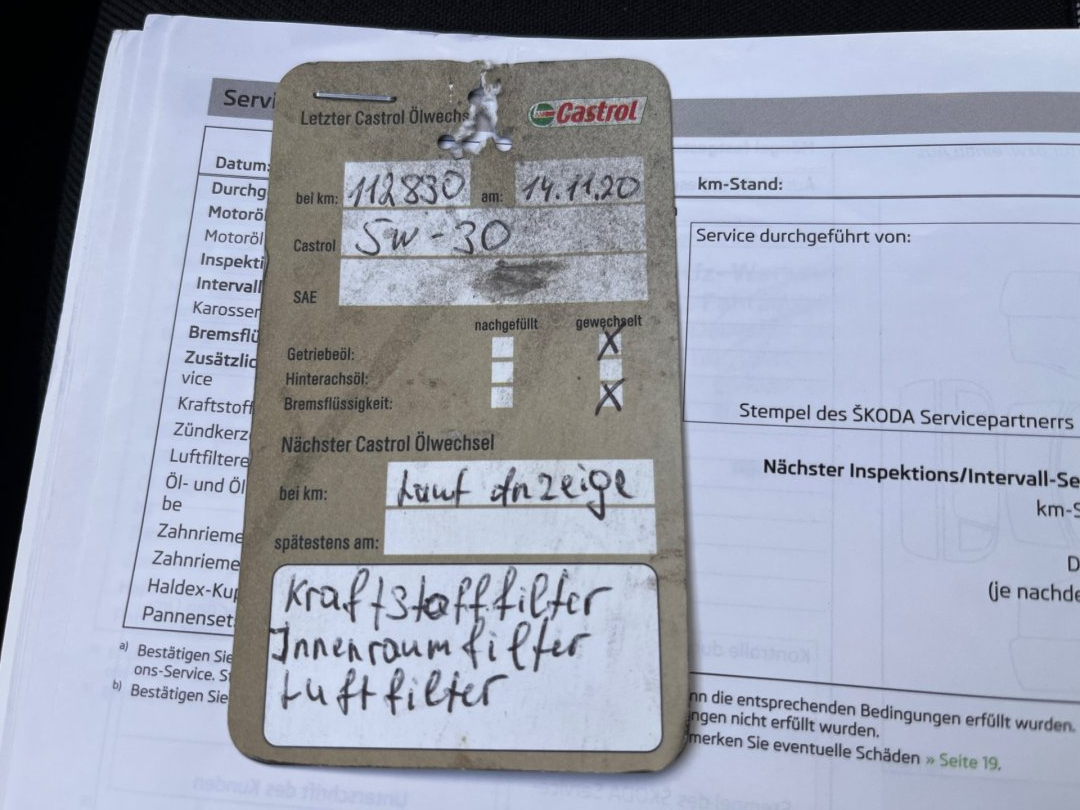 Servi
Letzter Castrol Ölwechs
Castrol
bei km: 112830 am: 14.11.20
Castrol 5W-30
SAE
nachgefüllt gewechselt
Getriebeöl: X
Hinterachsöl:
Bremsflüssigkeit: X
Nächster Castrol Ölwechsel
bei km: Lauf Anzeige
spätestens am:
Kraftstofffilter
Innenraumfilter
Luftfilter
Datum:
Durchg
Motorö
Motoröl
Inspekti
Intervall
Karosser
Bremsflü
Zusätzlic
vice
Kraftstoff
Zündkerz
Luftfiltere
Öl- und Öl
be
Zahnrieme
Zahnrieme
Haldex-Kup
Pannenset
a) Bestätigen Sie
ons-Service. S
b) Bestätigen Sie
km-Stand:
Service durchgeführt von:
Stempel des ŠKODA Servicepartnerrs
Nächster Inspektions/Intervall-Se
km-S
D
(je nachde
nn die entsprechenden Bedingungen erfüllt wurden.
ngen nicht erfüllt wurden.
merken Sie eventuelle Schäden » Seite 19.